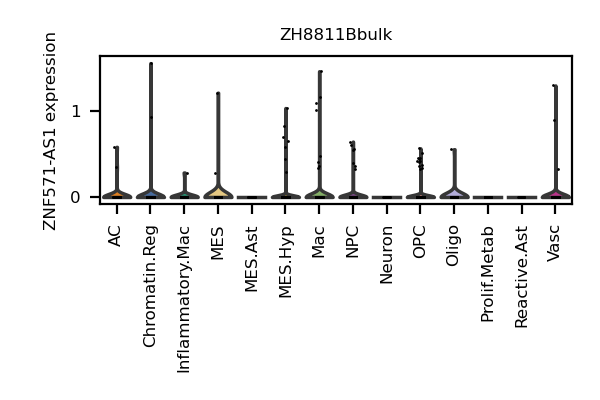 ZH8811Bbulk
ZNF571-AS1 expression
1
0
AC
Chromatin.Reg
Inflammatory.Mac
MES
MES.Ast
MES.Hyp
Mac
NPC
Neuron
OPC
Oligo
Prolif.Metab
Reactive.Ast
Vasc